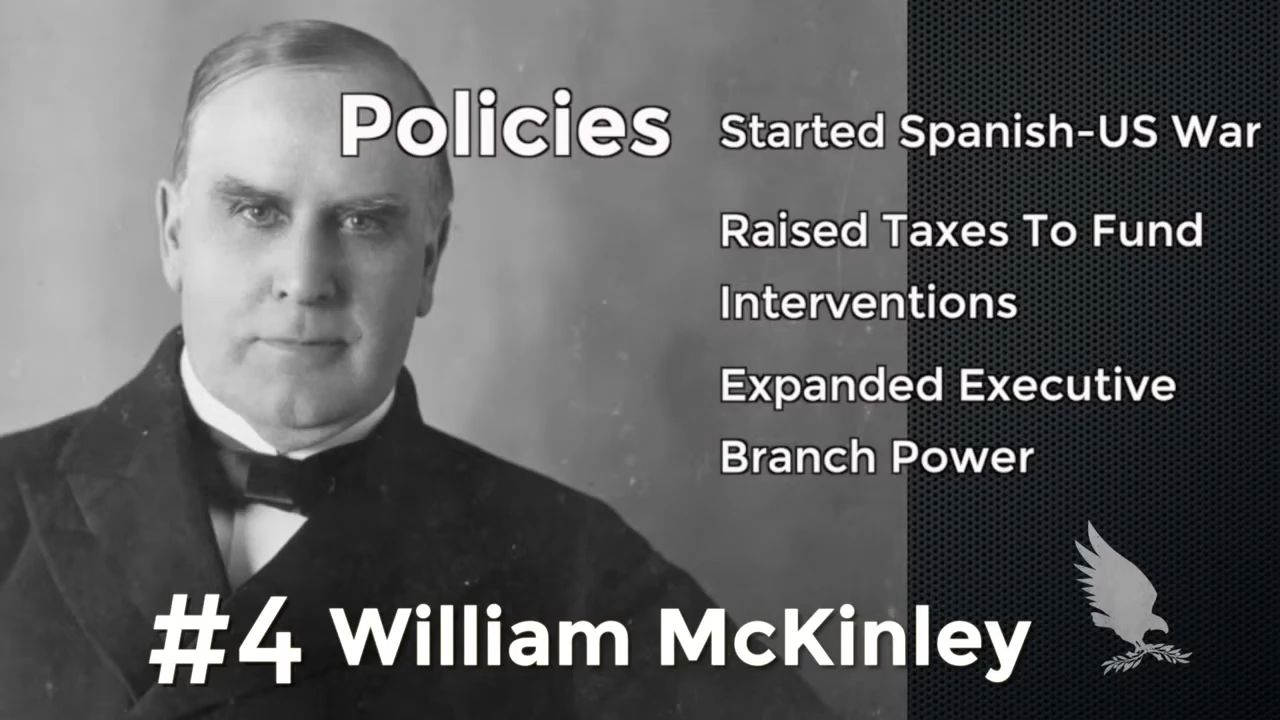 Policies
Started Spanish-US War
Raised Taxes To Fund
Interventions
Expanded Executive
Branch Power
#4 William McKinley